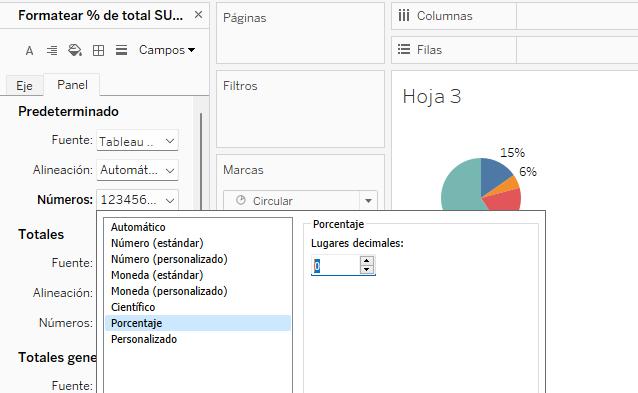 Formatear % de total SU...
Campos
Eje
Panel
Predeterminado
Fuente: Tableau ...
Alineación: Automát...
Números: 123456...
Totales
Fuente:
Alineación:
Números:
Totales gene
Fuente:
Automático
Número (estándar)
Número (personalizado)
Moneda (estándar)
Moneda (personalizado)
Científico
Porcentaje
Personalizado
Porcentaje
Lugares decimales:
0
Páginas
Filtros
Marcas
Circular
Columnas
Filas
Hoja 3
15%
6%